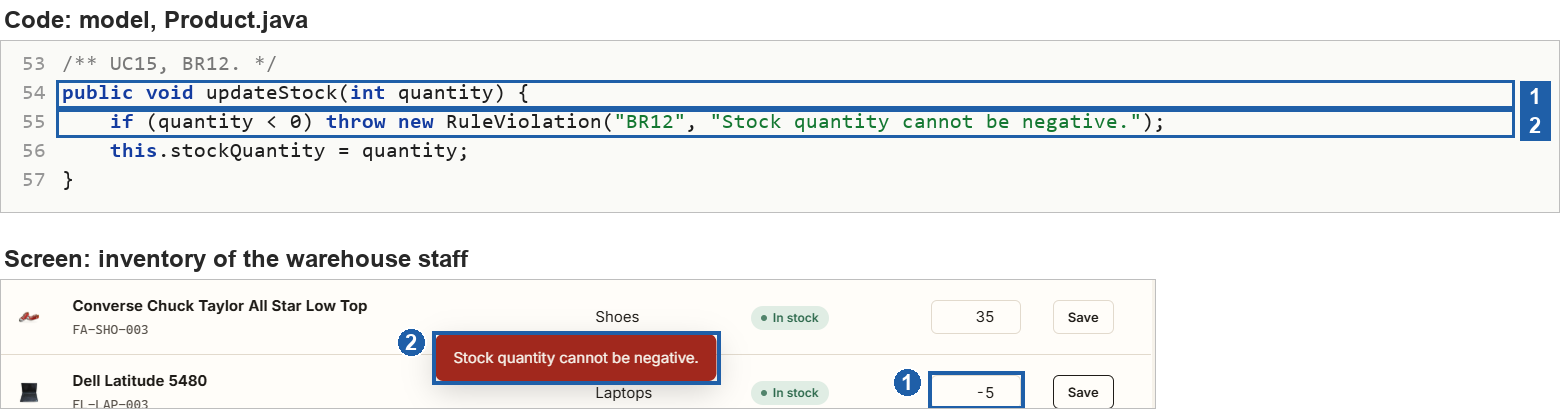 Code: model, Product.java
53 /** UC15, BR12. */
54 public void updateStock(int quantity) {
1
55 if (quantity < 0) throw new RuleViolation("BR12", "Stock quantity cannot be negative.");
2
56 this.stockQuantity = quantity;
57 }
Screen: inventory of the warehouse staff
Converse Chuck Taylor All Star Low Top
FA-SHO-003
Shoes
In stock
35
Save
2
Stock quantity cannot be negative.
Dell Latitude 5480
EL-LAP-003
Laptops
In stock
1
-5
Save